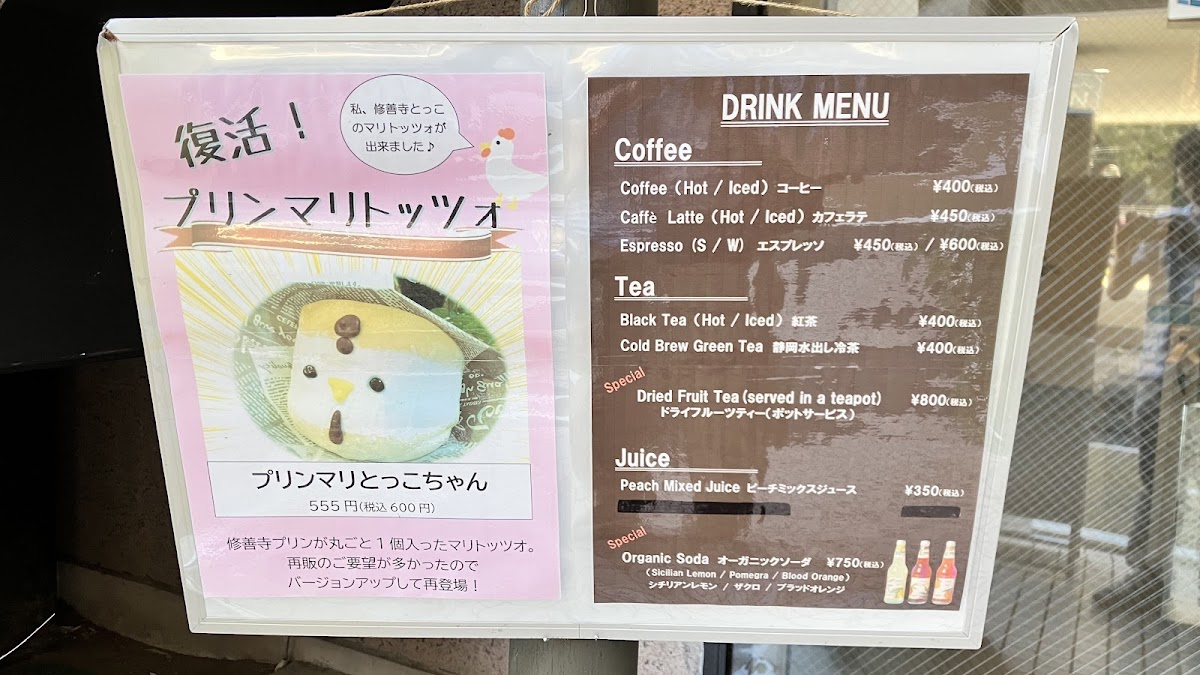 復活！
私、修善寺とっこ
のマリトッツォが
出来ました♪
プリンマリトッツォ
プリンマリとっこちゃん
555円(税込600円)
修善寺プリンが丸ごと1個入ったマリトッツオ。
再販のご要望が多かったので
バージョンアップして再登場！
DRINK MENU
Coffee
Coffee (Hot / Iced) コーヒー ¥400(税込)
Caffè Latte (Hot / Iced) カフェラテ ¥450(税込)
Espresso (S / W) エスプレッソ ¥450(税込) / ¥600(税込)
Tea
Black Tea (Hot / Iced) 紅茶 ¥400(税込)
Cold Brew Green Tea 静岡水出し冷茶 ¥400(税込)
Special
Dried Fruit Tea (served in a teapot) ¥800(税込)
ドライフルーツティー(ポットサービス)
Juice
Peach Mixed Juice ピーチミックスジュース ¥350(税込)
Special
Organic Soda オーガニックソーダ ¥750(税込)
(Sicilian Lemon / Pomegra / Blood Orange)
シチリアンレモン / ザクロ / ブラッドオレンジ